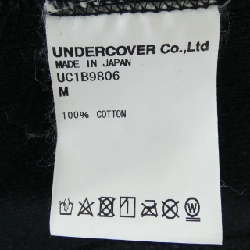 UNDERCOVER Co.,Ltd
MADE IN JAPAN
UC1B9806
M
100% COTTON